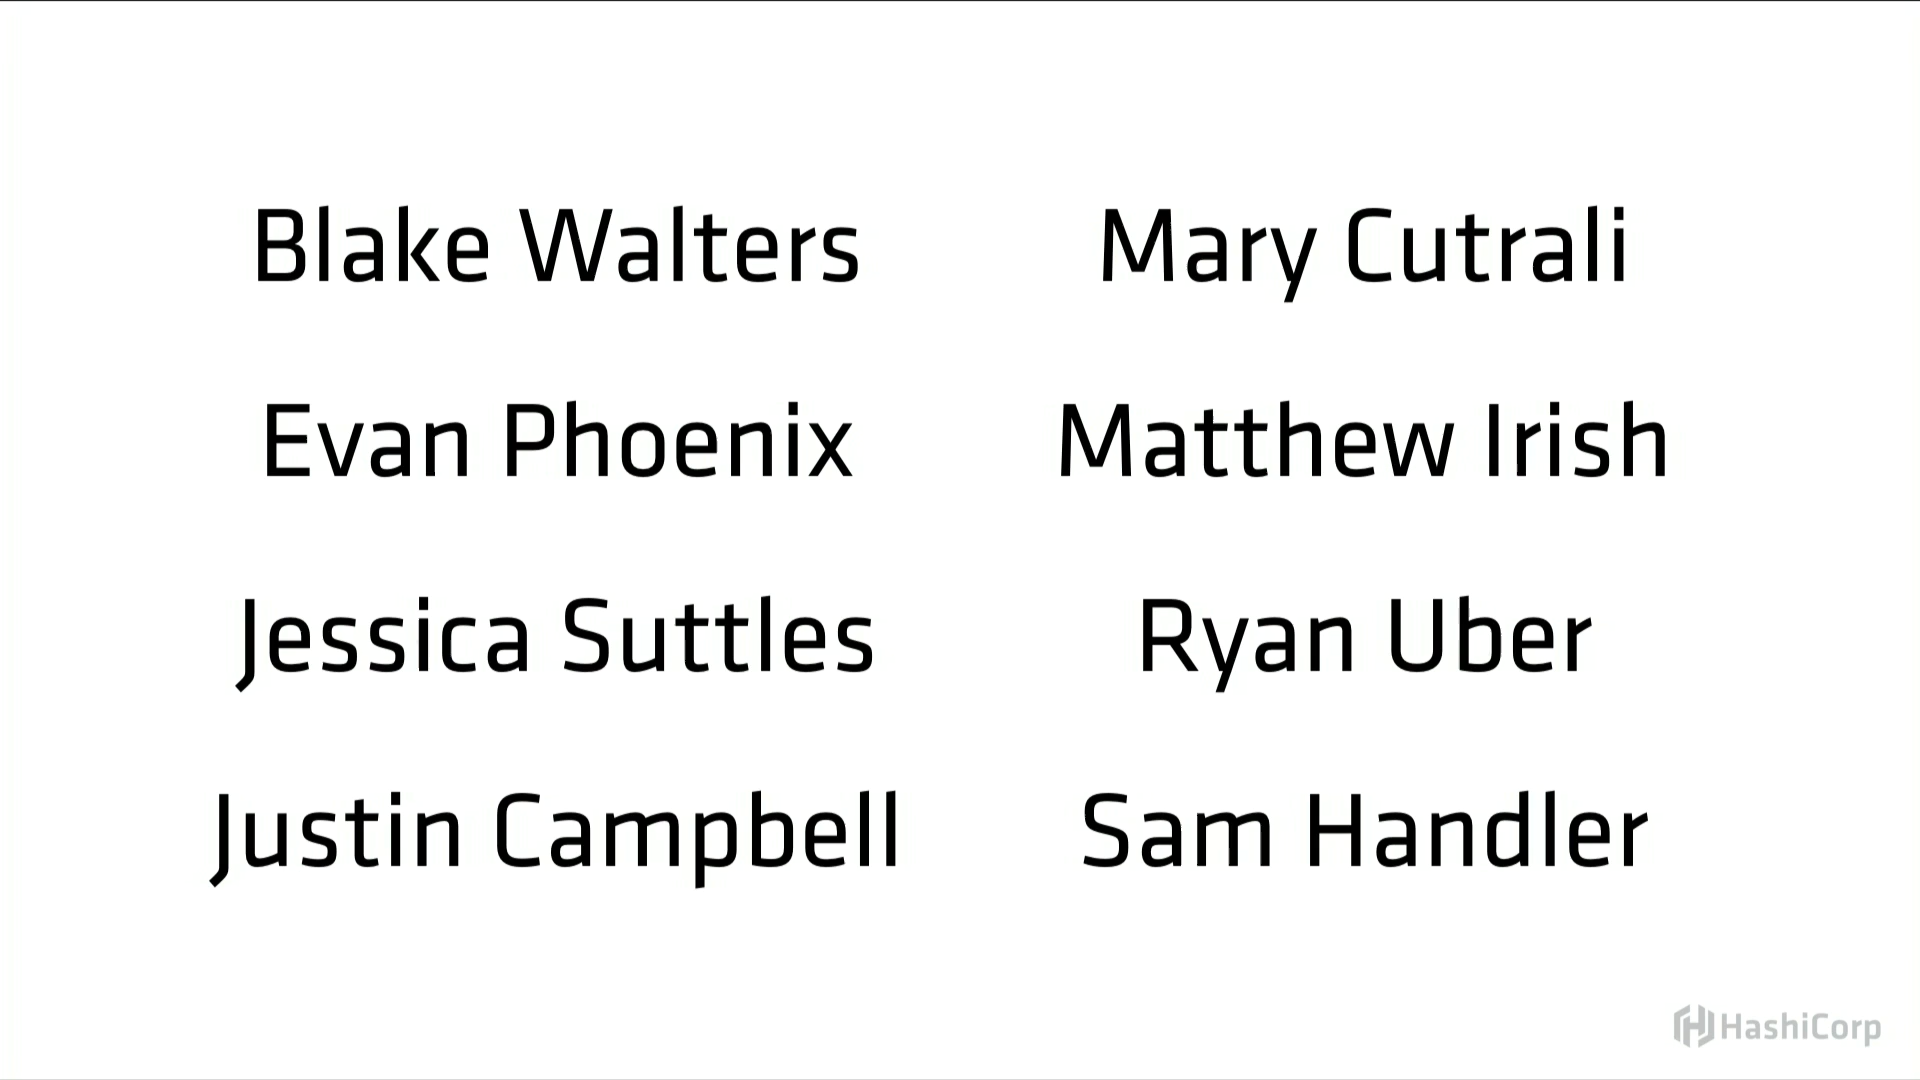 Blake Walters
Evan Phoenix
Jessica Suttles
Justin Campbell
Mary Cutrali
Matthew Irish
Ryan Uber
Sam Handler
HashiCorp